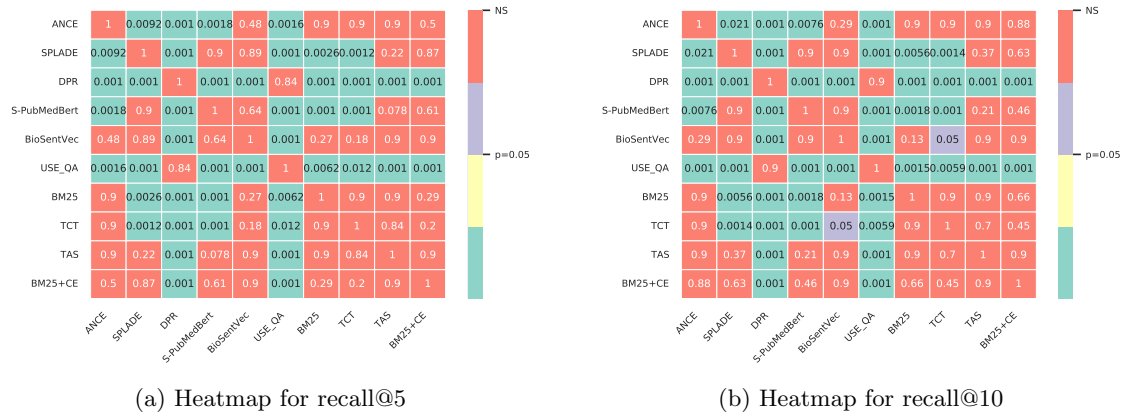 ANCE 1 0.0092 0.001 0.0018 0.48 0.0016 0.9 0.9 0.9 0.5
SPLADE 0.0092 1 0.001 0.9 0.89 0.001 0.0026 0.0012 0.22 0.87
DPR 0.001 0.001 1 0.001 0.001 0.84 0.001 0.001 0.001 0.001
S-PubMedBert 0.0018 0.9 0.001 1 0.64 0.001 0.001 0.001 0.078 0.61
BioSentVec 0.48 0.89 0.001 0.64 1 0.001 0.27 0.18 0.9 0.9
USE_QA 0.0016 0.001 0.84 0.001 0.001 1 0.0062 0.012 0.001 0.001
BM25 0.9 0.0026 0.001 0.001 0.27 0.0062 1 0.9 0.9 0.29
TCT 0.9 0.0012 0.001 0.001 0.18 0.012 0.9 1 0.84 0.2
TAS 0.9 0.22 0.001 0.078 0.9 0.001 0.9 0.84 1 0.9
BM25+CE 0.5 0.87 0.001 0.61 0.9 0.001 0.29 0.2 0.9 1
ANCE SPLADE DPR S-PubMedBert BioSentVec USE_QA BM25 TCT TAS BM25+CE
NS
p=0.05
(a) Heatmap for recall@5
ANCE 1 0.021 0.001 0.0076 0.29 0.001 0.9 0.9 0.9 0.88
SPLADE 0.021 1 0.001 0.9 0.9 0.001 0.0056 0.0014 0.37 0.63
DPR 0.001 0.001 1 0.001 0.001 0.9 0.001 0.001 0.001 0.001
S-PubMedBert 0.0076 0.9 0.001 1 0.9 0.001 0.0018 0.001 0.21 0.46
BioSentVec 0.29 0.9 0.001 0.9 1 0.001 0.13 0.05 0.9 0.9
USE_QA 0.001 0.001 0.9 0.001 0.001 1 0.0015 0.0059 0.001 0.001
BM25 0.9 0.0056 0.001 0.0018 0.13 0.0015 1 0.9 0.9 0.66
TCT 0.9 0.0014 0.001 0.001 0.05 0.0059 0.9 1 0.7 0.45
TAS 0.9 0.37 0.001 0.21 0.9 0.001 0.9 0.7 1 0.9
BM25+CE 0.88 0.63 0.001 0.46 0.9 0.001 0.66 0.45 0.9 1
ANCE SPLADE DPR S-PubMedBert BioSentVec USE_QA BM25 TCT TAS BM25+CE
NS
p=0.05
(b) Heatmap for recall@10